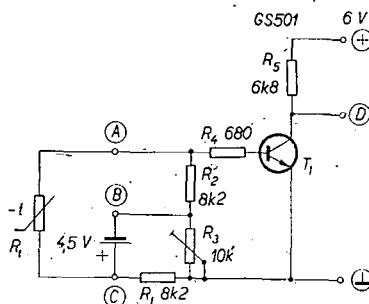 GS501 6 V
+
R5
6k8
D
A
R4 680
T1
R2
8k2
B
-t
Rt
4,5 V
+
R3
10k
C
R1 8k2
⊥